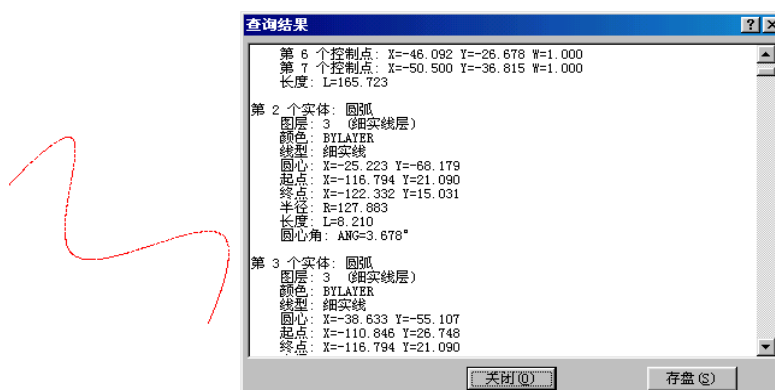 查询结果
第 6 个控制点: X=-46.092 Y=-26.678 W=1.000
第 7 个控制点: X=-50.500 Y=-36.815 W=1.000
长度: L=165.723
第 2 个实体: 圆弧
图层: 3 (细实线层)
颜色: BYLAYER
线型: 细实线
圆心: X=-25.223 Y=-68.179
起点: X=-116.794 Y=21.090
终点: X=-122.332 Y=15.031
半径: R=127.883
长度: L=8.210
圆心角: ANG=3.678°
第 3 个实体: 圆弧
图层: 3 (细实线层)
颜色: BYLAYER
线型: 细实线
圆心: X=-38.633 Y=-55.107
起点: X=-110.846 Y=26.748
终点: X=-116.794 Y=21.090
关闭(O) 存盘(S)